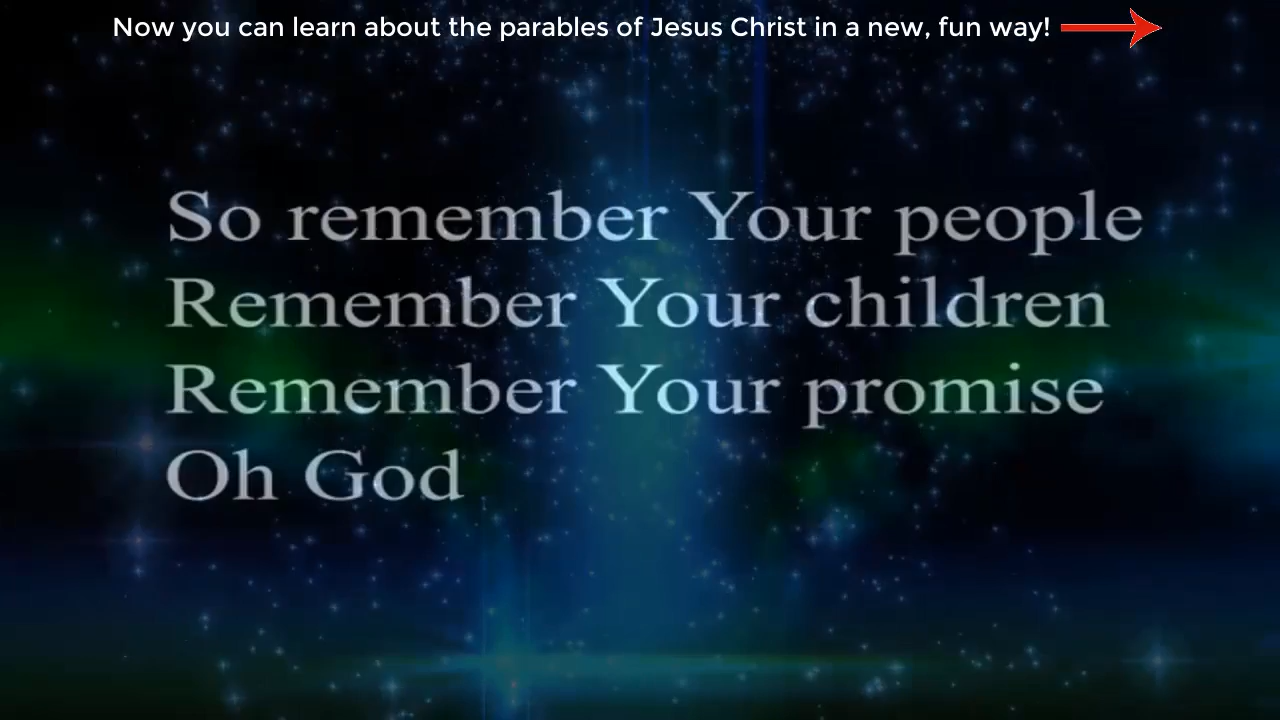 Now you can learn about the parables of Jesus Christ in a new, fun way!
So remember Your people
Remember Your children
Remember Your promise
Oh God